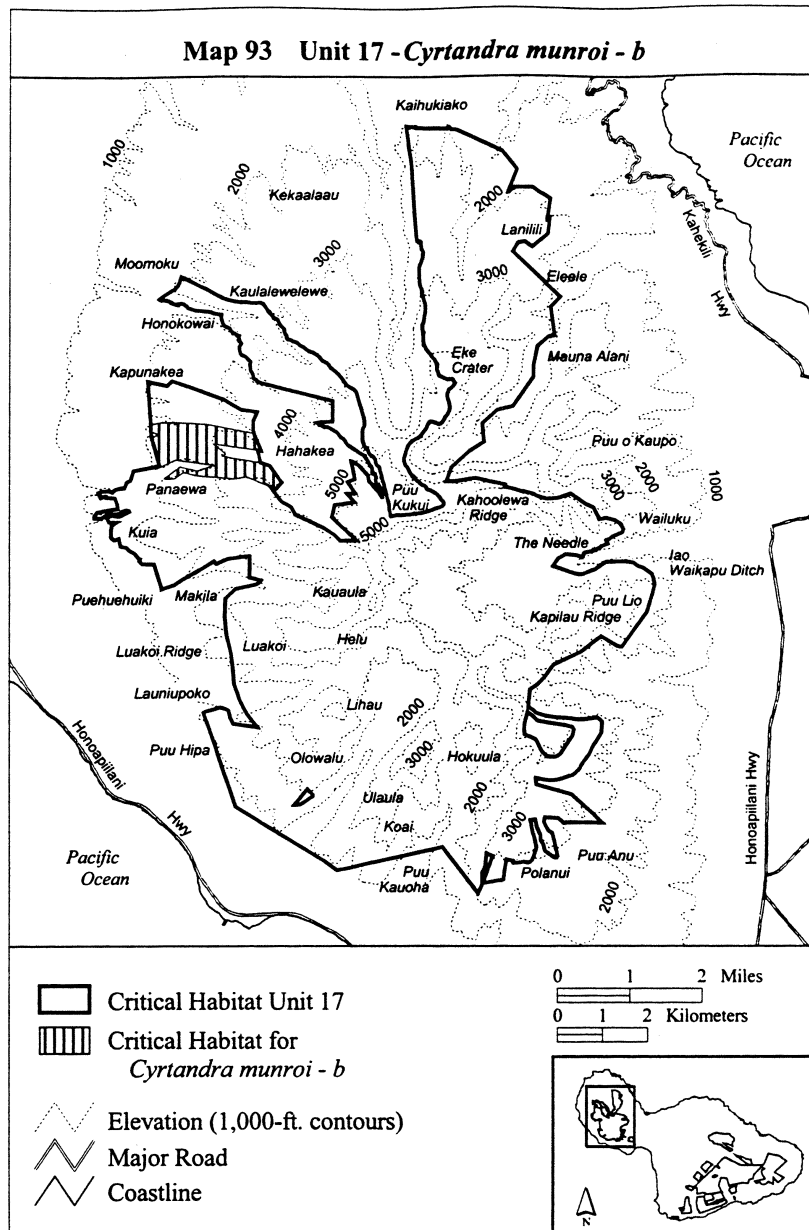 Map 93 Unit 17 - Cyrtandra munroi - b
Kaihukiako
Pacific
Ocean
1000
2000
Kekaalaau
2000
Lanilili
Kahekili
Hwy
3000
3000
Eleele
Moomoku
Kaulalewelewe
Honokowai
Eke
Crater
Mauna Alani
Kapunakea
4000
Hahakea
Puu o Kaupo
3000
2000
1000
5000
Panaewa
Puu
Kukui
Kahoolewa
Ridge
Wailuku
5000
Kuia
The Needle
Iao
Waikapu Ditch
Puehuehuiki
Makila
Kauaula
Puu Lio
Kapilau Ridge
Luakoi Ridge
Luakoi
Helu
Launiupoko
Lihau
2000
Honoapiilani
Hwy
Puu Hipa
Olowalu
3000
Hokuula
Ulaula
2000
Koai
3000
Honoapiilani Hwy
Pacific
Ocean
Puu
Kauoha
Polanui
Puu Anu
2000
Critical Habitat Unit 17
Critical Habitat for
Cyrtandra munroi - b
Elevation (1,000-ft. contours)
Major Road
Coastline
0 1 2 Miles
0 1 2 Kilometers
N